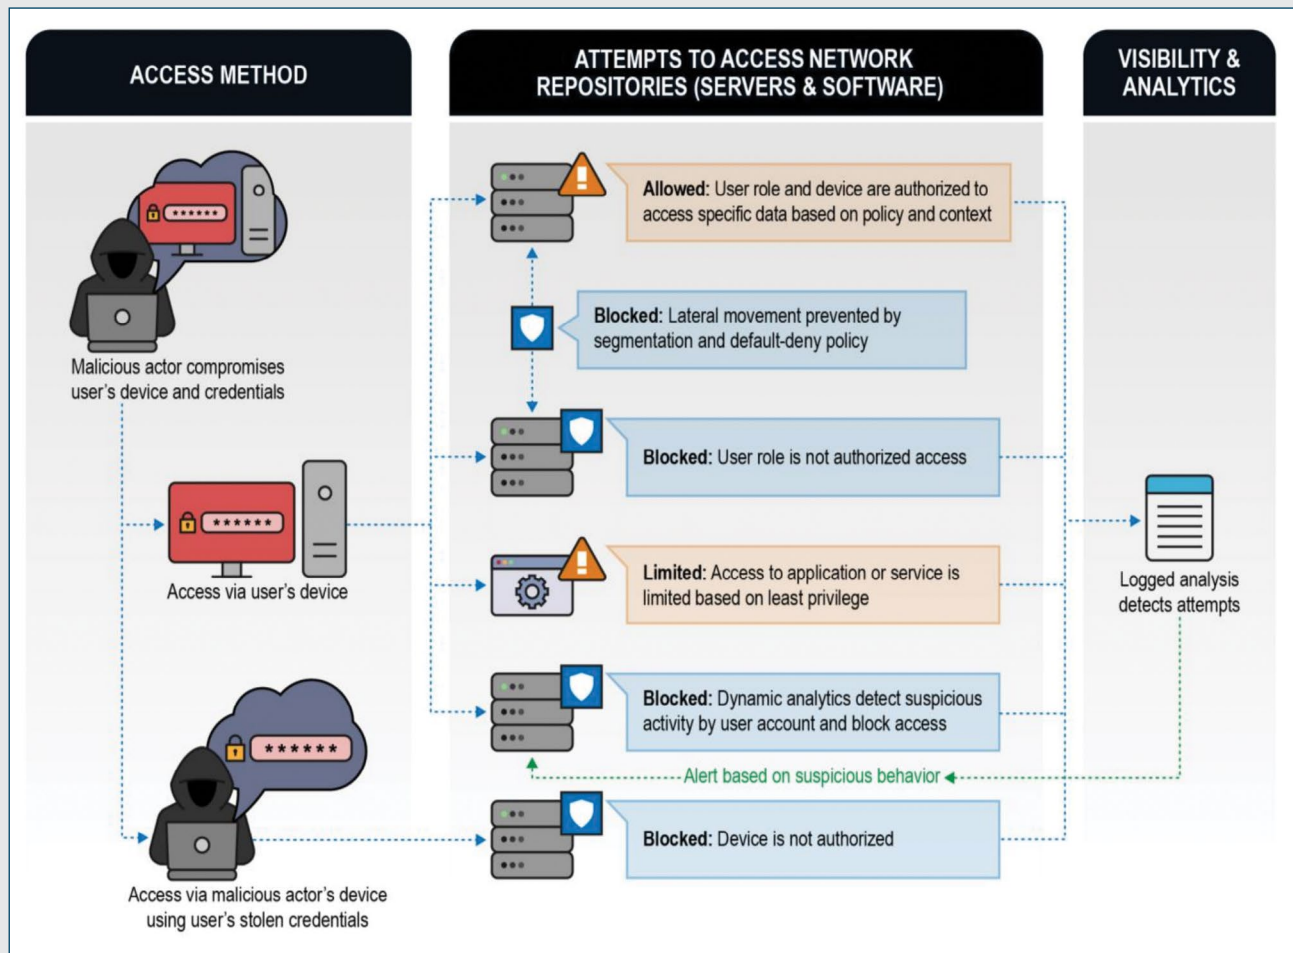 ACCESS METHOD
ATTEMPTS TO ACCESS NETWORK
REPOSITORIES (SERVERS & SOFTWARE)
VISIBILITY &
ANALYTICS
******
Malicious actor compromises
user's device and credentials
******
Access via user's device
******
Access via malicious actor's device
using user's stolen credentials
Allowed: User role and device are authorized to
access specific data based on policy and context
Blocked: Lateral movement prevented by
segmentation and default-deny policy
Blocked: User role is not authorized access
Limited: Access to application or service is
limited based on least privilege
Blocked: Dynamic analytics detect suspicious
activity by user account and block access
Alert based on suspicious behavior
Blocked: Device is not authorized
Logged analysis
detects attempts